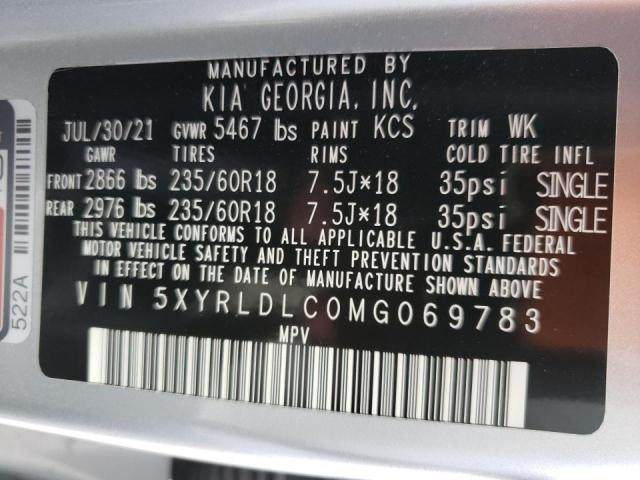 MANUFACTURED BY
KIA GEORGIA, INC.
JUL/30/21 GVWR 5467 lbs PAINT KCS TRIM WK
GAWR TIRES RIMS COLD TIRE INFL
FRONT 2866 lbs 235/60R18 7.5J×18 35psi SINGLE
REAR 2976 lbs 235/60R18 7.5J×18 35psi SINGLE
THIS VEHICLE CONFORMS TO ALL APPLICABLE U.S.A. FEDERAL
MOTOR VEHICLE SAFETY AND THEFT PREVENTION STANDARDS
IN EFFECT ON THE DATE OF MANUFACTURE SHOWN ABOVE
VIN 5XYRLDLC0MG069783
MPV
522A